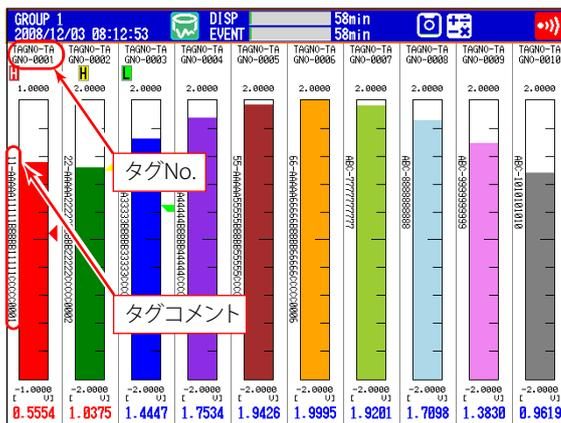 GROUP 1
2008/12/03 08:12:53
DISP 58min
EVENT 58min
TAGNO-TA TAGNO-TA TAGNO-TA TAGNO-TA TAGNO-TA TAGNO-TA TAGNO-TA TAGNO-TA TAGNO-TA TAGNO-TA
GNO-0001 GNO-0002 GNO-0003 GNO-0004 GNO-0005 GNO-0006 GNO-0007 GNO-0008 GNO-0009 GNO-0010
H H L
1.0000 2.0000 2.0000 2.0000 2.0000 2.0000 2.0000 2.0000 2.0000 2.0000
タグNo.
タグコメント
ABC-7777777777
ABC-8888888888
ABC-9999999999
ABC-1010101010
-1.0000 -2.0000 -2.0000 -2.0000 -2.0000 -2.0000 -2.0000 -2.0000 -2.0000 -2.0000
[ V] [ V] [ V] [ V] [ V] [ V] [ V] [ V] [ V] [ V]
0.5554 1.0375 1.4447 1.7534 1.9426 1.9995 1.9201 1.7098 1.3830 0.9619